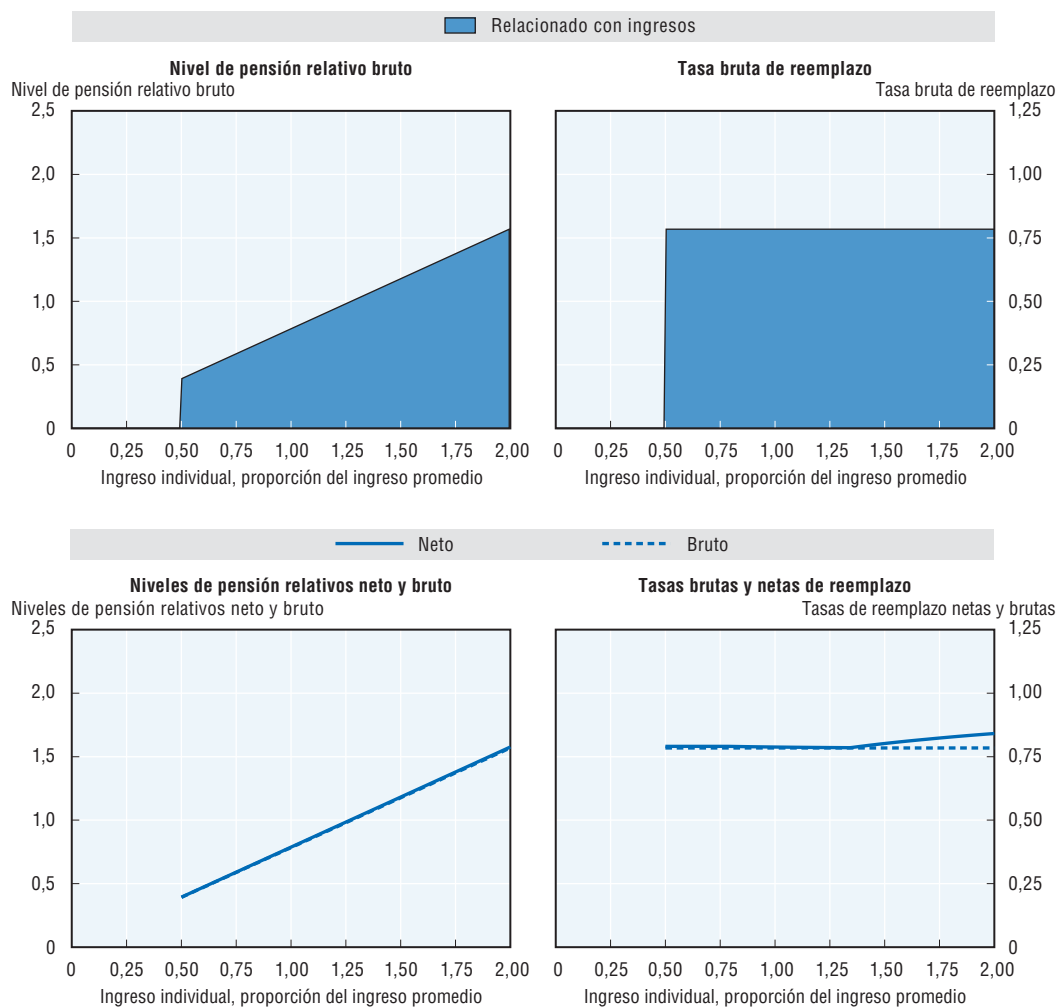 Relacionado con ingresos
Nivel de pensión relativo bruto
Nivel de pensión relativo bruto
2,5
2,0
1,5
1,0
0,5
0
0 0,25 0,50 0,75 1,00 1,25 1,50 1,75 2,00
Ingreso individual, proporción del ingreso promedio
Tasa bruta de reemplazo
Tasa bruta de reemplazo
1,25
1,00
0,75
0,50
0,25
0
0 0,25 0,50 0,75 1,00 1,25 1,50 1,75 2,00
Ingreso individual, proporción del ingreso promedio
Neto Bruto
Niveles de pensión relativos neto y bruto
Niveles de pensión relativos neto y bruto
2,5
2,0
1,5
1,0
0,5
0
0 0,25 0,50 0,75 1,00 1,25 1,50 1,75 2,00
Ingreso individual, proporción del ingreso promedio
Tasas brutas y netas de reemplazo
Tasas de reemplazo netas y brutas
1,25
1,00
0,75
0,50
0,25
0
0 0,25 0,50 0,75 1,00 1,25 1,50 1,75 2,00
Ingreso individual, proporción del ingreso promedio